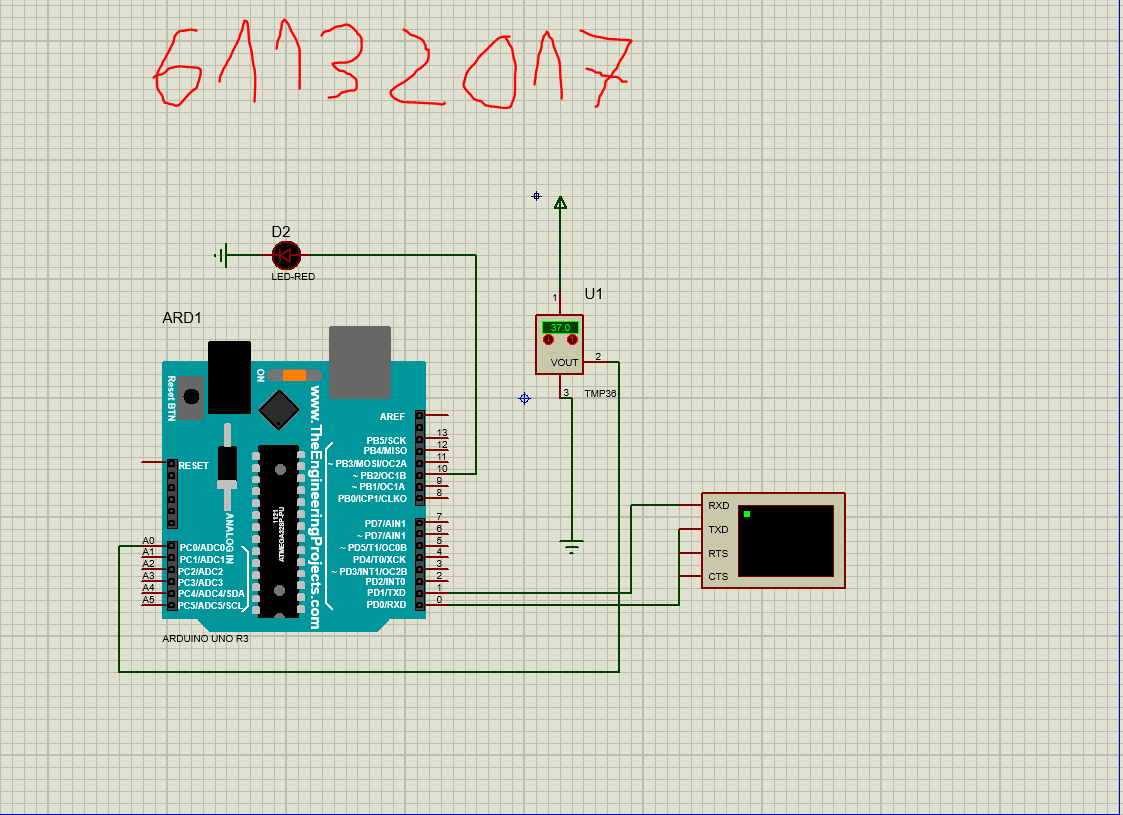 61132017
D2
LED-RED
1
U1
ARD1
37.0
VOUT
2
3
TMP36
Reset BTN
ON
www.TheEngineeringProjects.com
AREF
PB5/SCK 13
PB4/MISO 12
~ PB3/MOSI/OC2A 11
~ PB2/OC1B 10
~ PB1/OC1A 9
PB0/ICP1/CLKO 8
RESET
1121
ATMEGA328P-PU
ANALOG IN
PD7/AIN1 7
~ PD7/AIN1 6
~ PD5/T1/OC0B 5
PD4/T0/XCK 4
~ PD3/INT1/OC2B 3
PD2/INT0 2
PD1/TXD 1
PD0/RXD 0
A0 PC0/ADC0
A1 PC1/ADC1
A2 PC2/ADC2
A3 PC3/ADC3
A4 PC4/ADC4/SDA
A5 PC5/ADC5/SCL
RXD
TXD
RTS
CTS
ARDUINO UNO R3